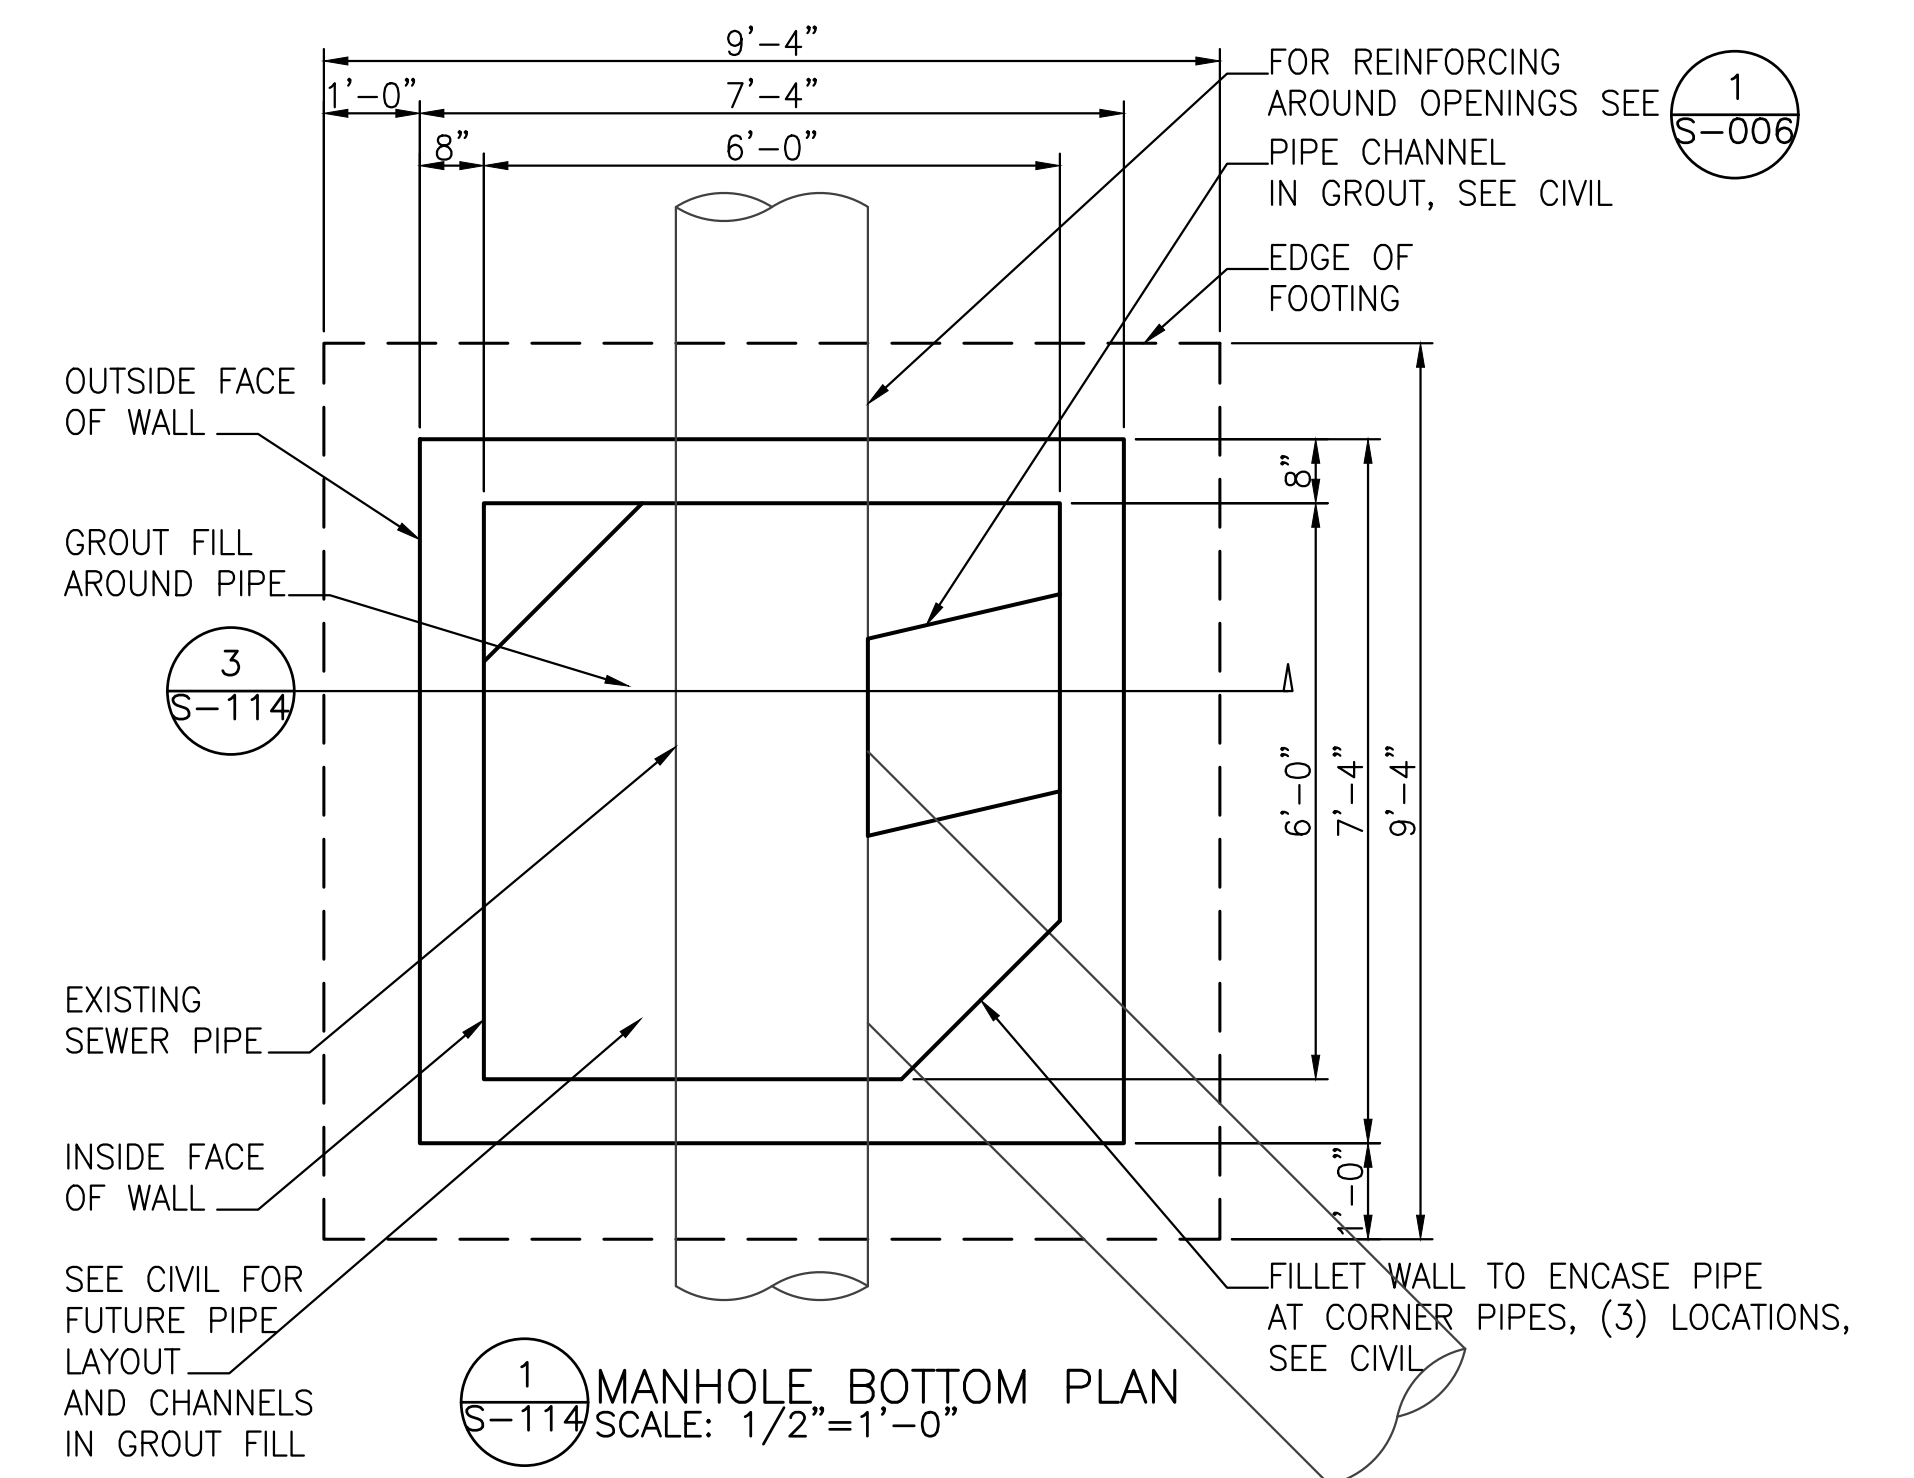 9'-4"
1'-0"
7'-4"
8"
6'-0"
FOR REINFORCING
AROUND OPENINGS SEE
1
S-006
PIPE CHANNEL
IN GROUT, SEE CIVIL
EDGE OF
FOOTING
OUTSIDE FACE
OF WALL
GROUT FILL
AROUND PIPE
3
S-114
8"
6'-0"
7'-4"
9'-4"
1'-0"
EXISTING
SEWER PIPE
INSIDE FACE
OF WALL
SEE CIVIL FOR
FUTURE PIPE
LAYOUT
AND CHANNELS
IN GROUT FILL
FILLET WALL TO ENCASE PIPE
AT CORNER PIPES, (3) LOCATIONS,
SEE CIVIL
1
S-114
MANHOLE BOTTOM PLAN
SCALE: 1/2"=1'-0"